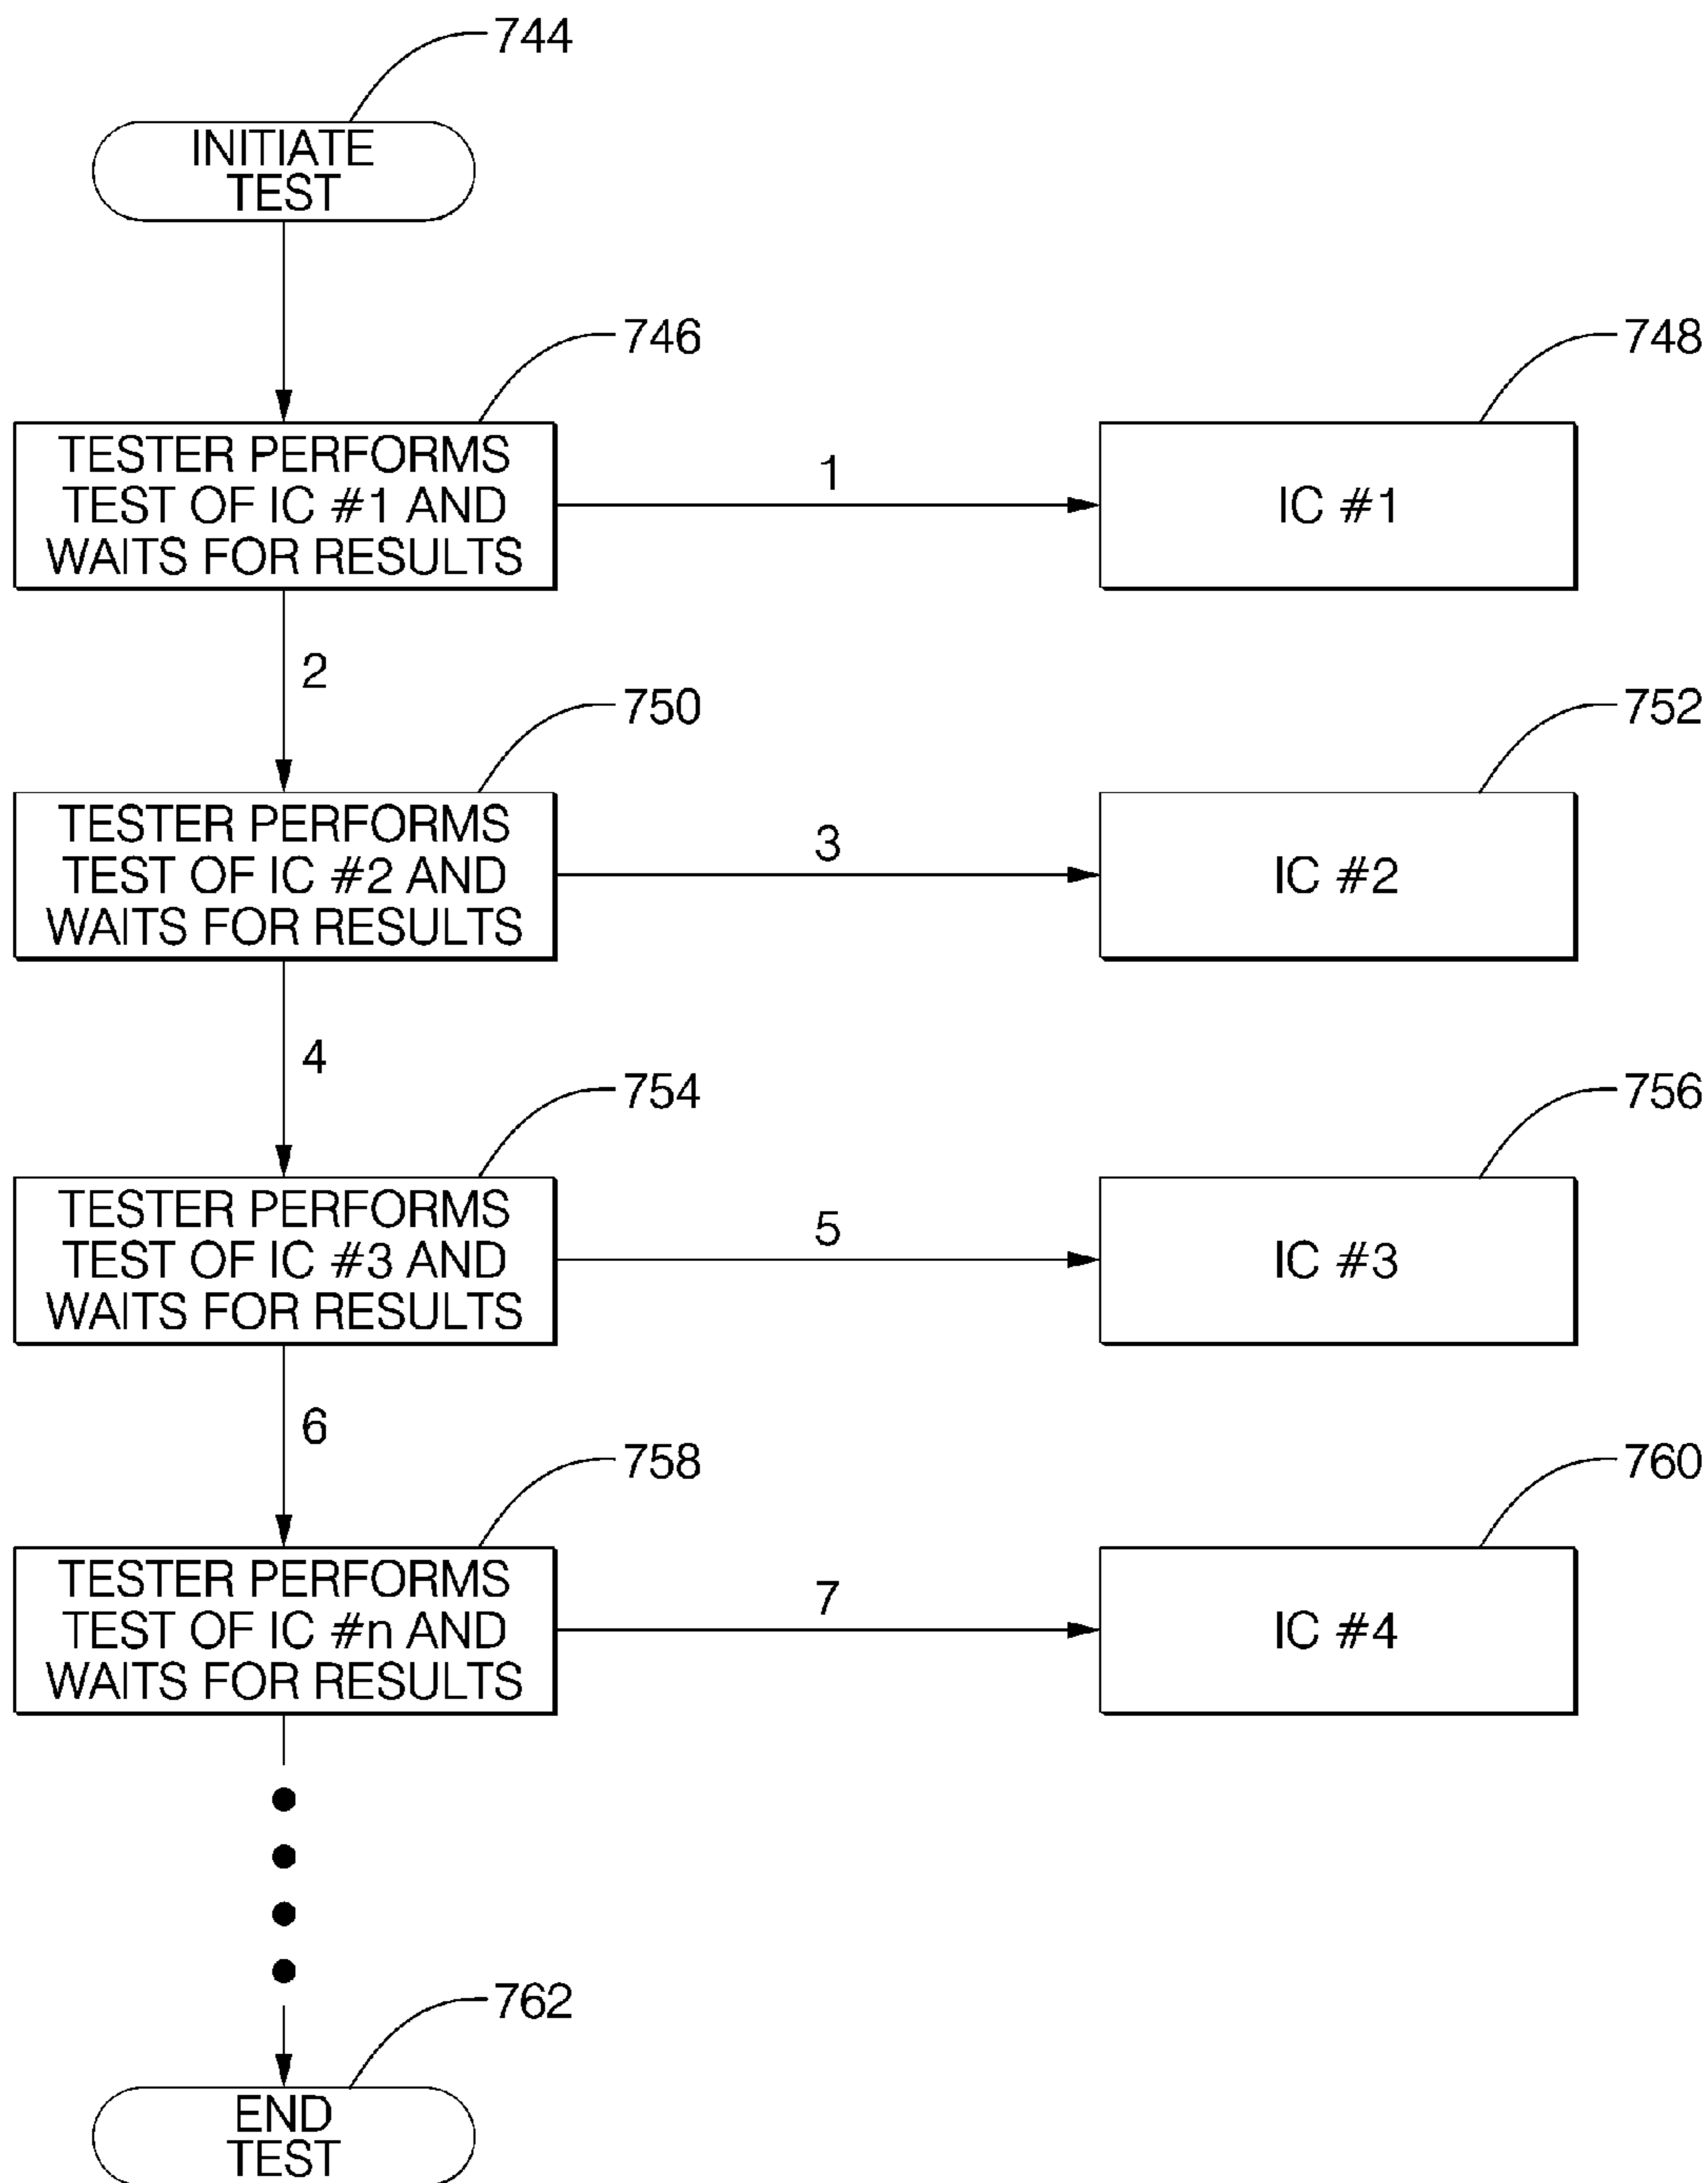 744
INITIATE
TEST
746
748
TESTER PERFORMS
TEST OF IC #1 AND
WAITS FOR RESULTS
1
IC #1
2
750
752
TESTER PERFORMS
TEST OF IC #2 AND
WAITS FOR RESULTS
3
IC #2
4
754
756
TESTER PERFORMS
TEST OF IC #3 AND
WAITS FOR RESULTS
5
IC #3
6
758
760
TESTER PERFORMS
TEST OF IC #n AND
WAITS FOR RESULTS
7
IC #4
762
END
TEST